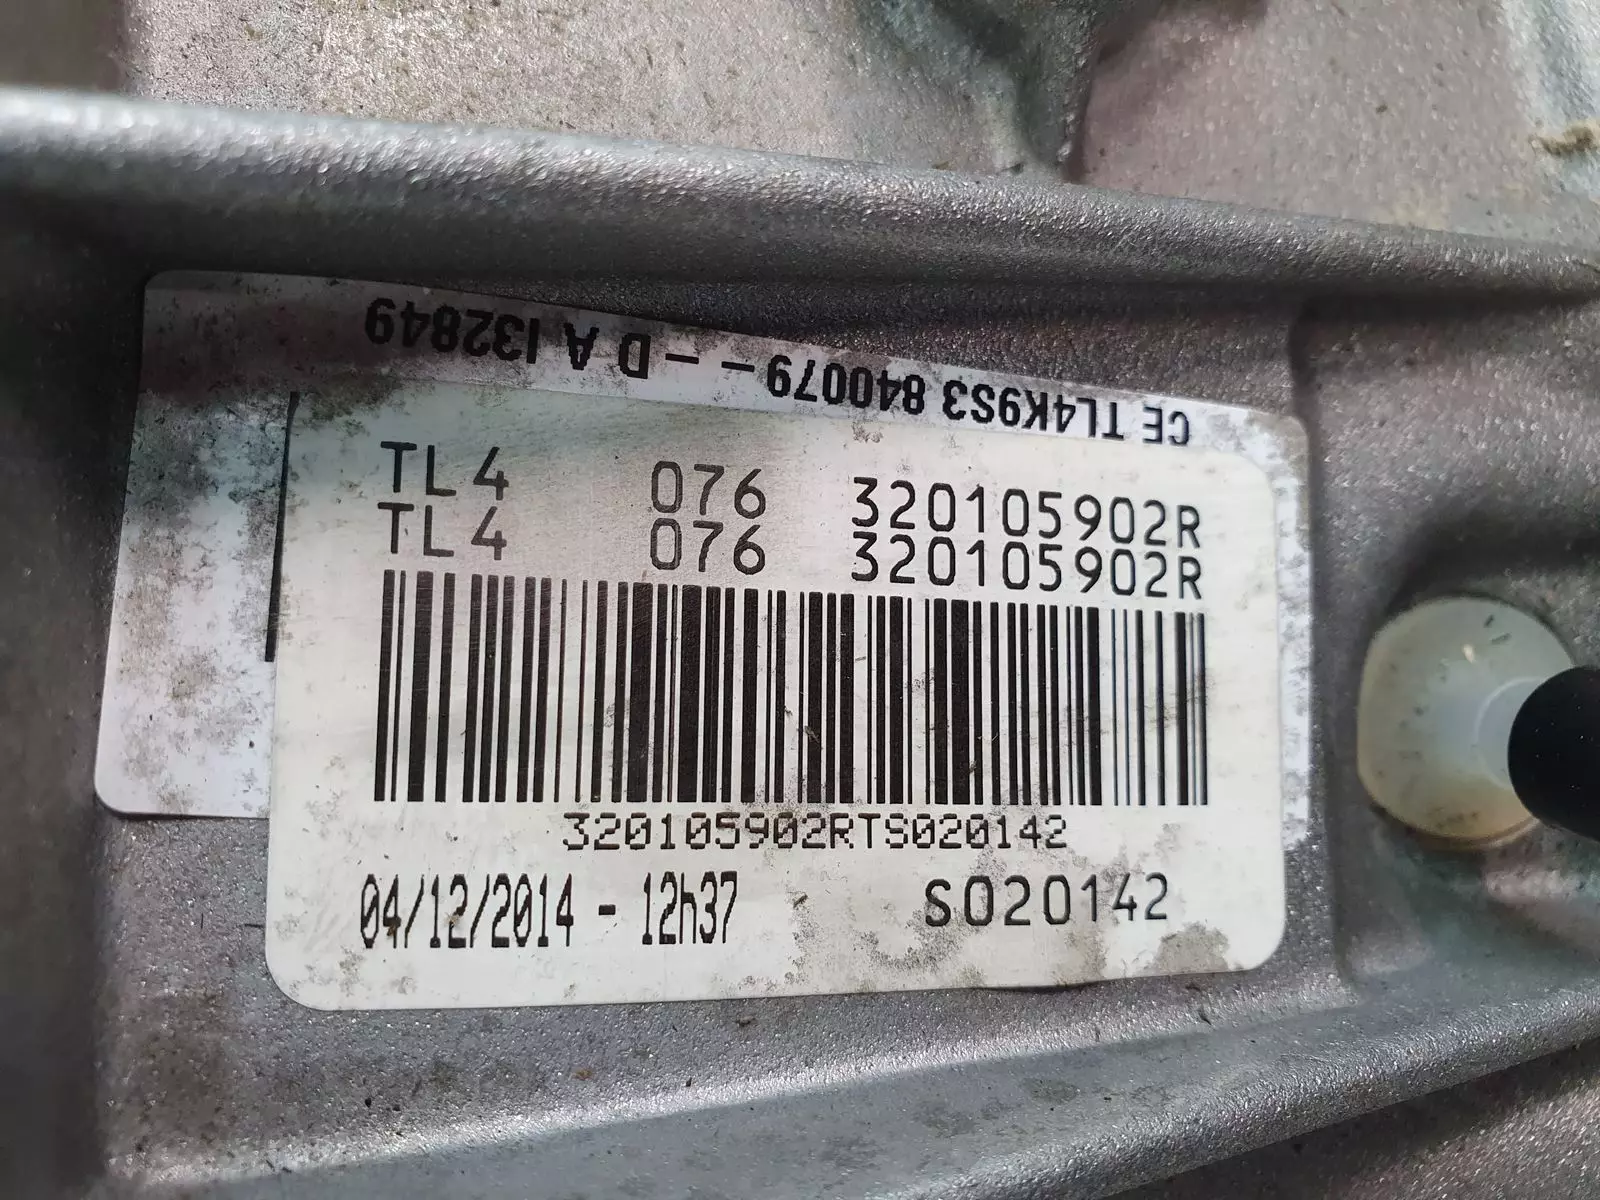 CE TL4K9S3 840079 - - D A 132849
TL4 076 320105902R
TL4 076 320105902R
320105902RTS020142
04/12/2014 - 12h37 S020142